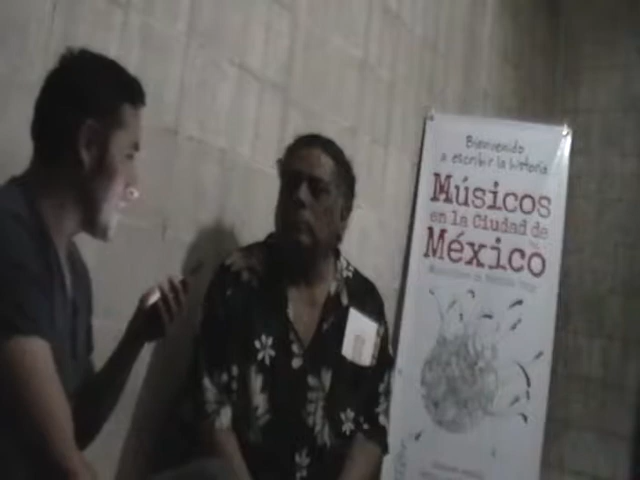 Bienvenido
a escribir la historia
Músicos
en la Ciudad de
México